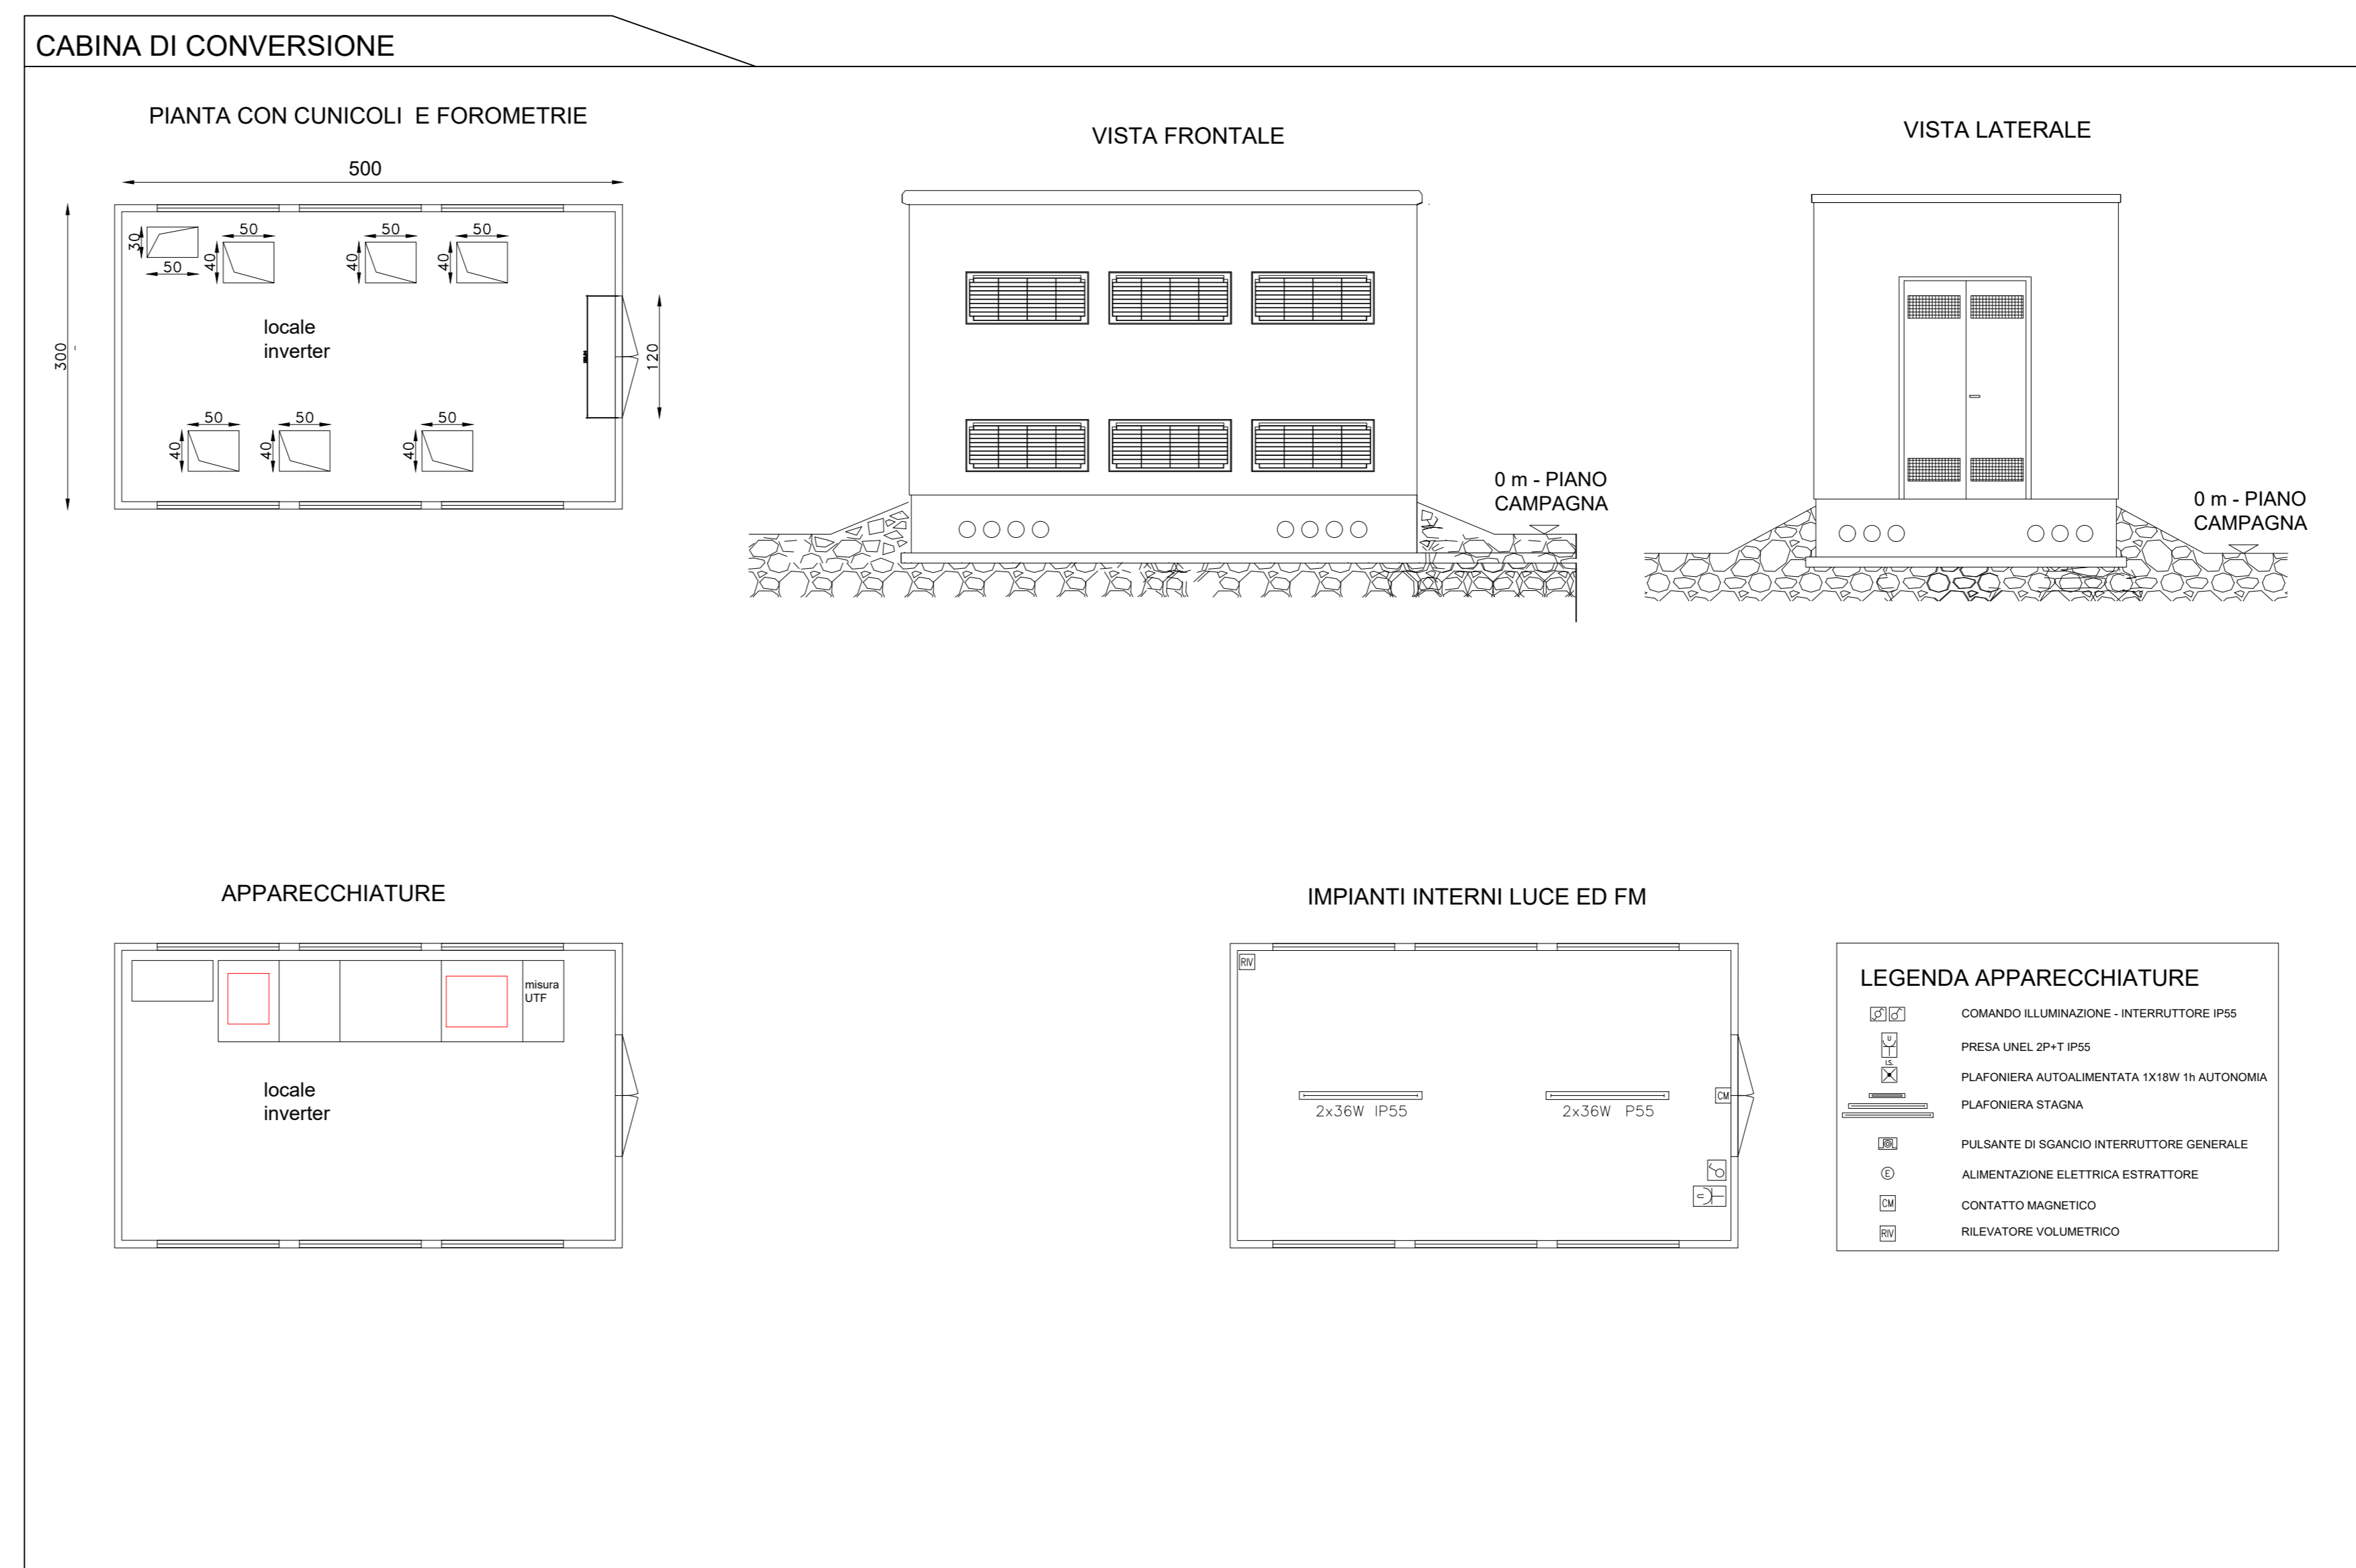 CABINA DI CONVERSIONE
PIANTA CON CUNICOLI E FOROMETRIE
VISTA FRONTALE
VISTA LATERALE
500
30
50
50
40
50
40
50
40
locale
inverter
300
120
50
40
50
40
50
40
0 m - PIANO
CAMPAGNA
0 m - PIANO
CAMPAGNA
APPARECCHIATURE
misura
UTF
locale
inverter
IMPIANTI INTERNI LUCE ED FM
RIV
2x36W IP55
2x36W P55
CM
LEGENDA APPARECCHIATURE
COMANDO ILLUMINAZIONE - INTERRUTTORE IP55
U
PRESA UNEL 2P+T IP55
I.S.
PLAFONIERA AUTOALIMENTATA 1X18W 1h AUTONOMIA
PLAFONIERA STAGNA
PULSANTE DI SGANCIO INTERRUTTORE GENERALE
E
ALIMENTAZIONE ELETTRICA ESTRATTORE
CM
CONTATTO MAGNETICO
RIV
RILEVATORE VOLUMETRICO